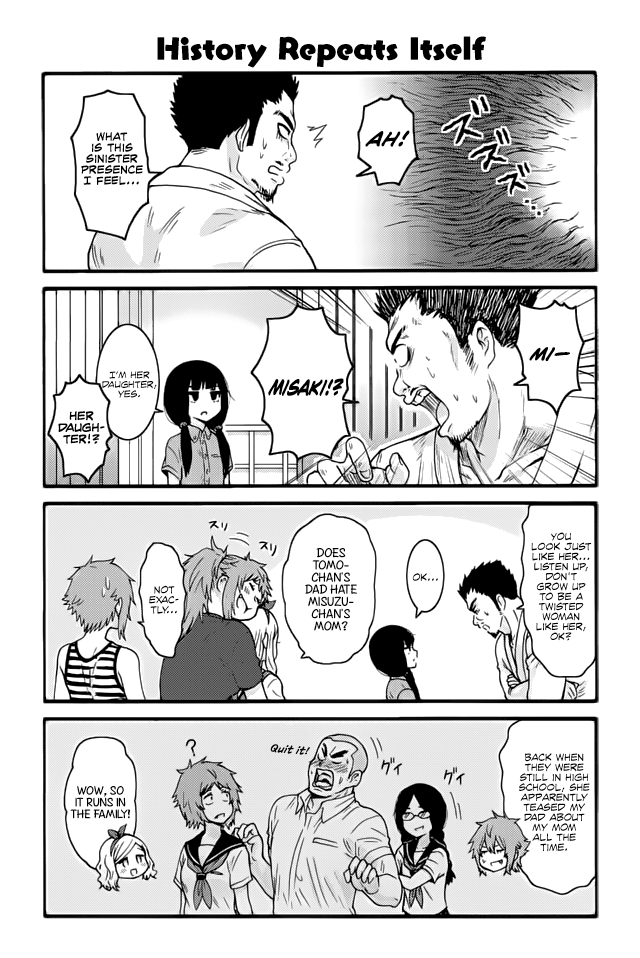 History Repeats Itself
ズズズ...
AH!
WHAT
IS THIS
SINISTER
PRESENCE
I FEEL...
MI—
MISAKI!?
I'M HER
DAUGHTER,
YES.
HER
DAUGH-
TER!?
YOU
LOOK JUST
LIKE HER...
LISTEN UP,
DON'T
GROW UP
TO BE A
TWISTED
WOMAN
LIKE HER,
OK?
OK...
DOES
TOMO-
CHAN'S
DAD HATE
MISUZU-
CHAN'S
MOM?
スリ
スリ
NOT
EXACTLY...
BACK WHEN
THEY WERE
STILL IN HIGH
SCHOOL, SHE
APPARENTLY
TEASED MY
DAD ABOUT
MY MOM
ALL THE
TIME.
グイ
グイ
Quit it!
?
WOW, SO
IT RUNS IN
THE FAMILY!